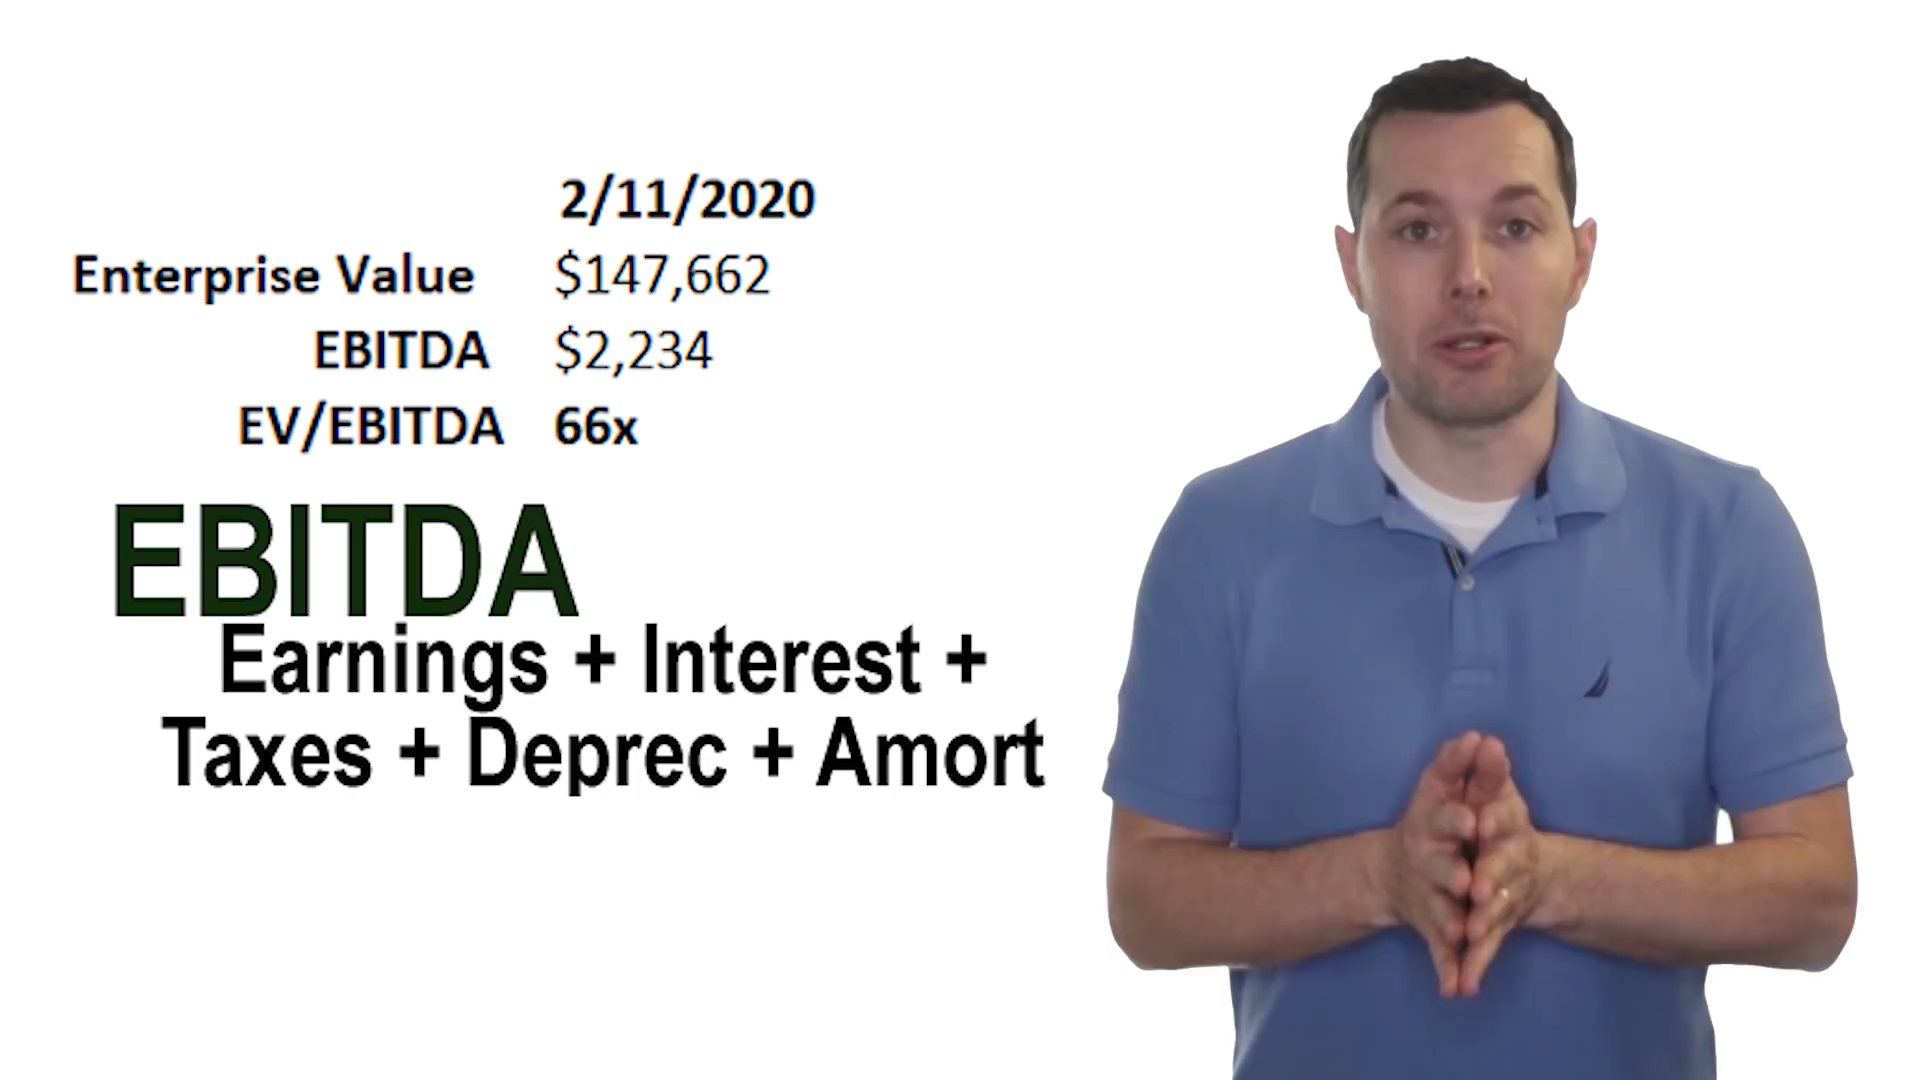 2/11/2020
Enterprise Value $147,662
EBITDA $2,234
EV/EBITDA 66x
EBITDA
Earnings + Interest +
Taxes + Deprec + Amort